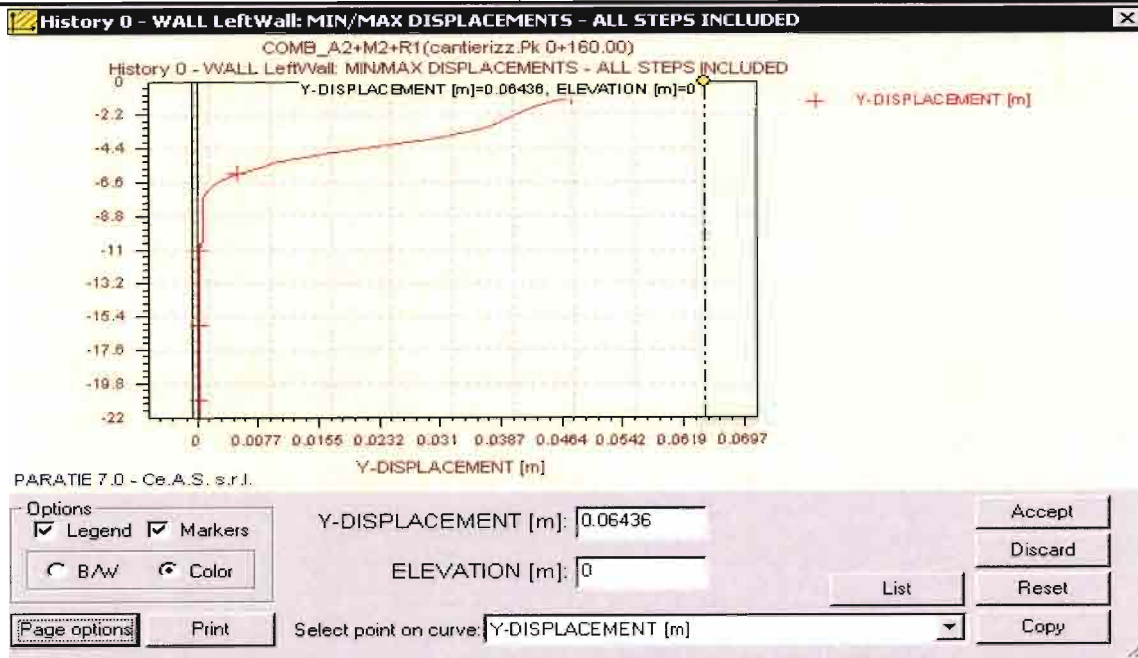 History 0 - WALL LeftWall: MIN/MAX DISPLACEMENTS - ALL STEPS INCLUDED
COMB_A2+M2+R1(cantierizz.Pk 0+160.00)
History 0 - WALL LeftWall: MIN/MAX DISPLACEMENTS - ALL STEPS INCLUDED
Y-DISPLACEMENT [m]=0.06436, ELEVATION [m]=0
Y-DISPLACEMENT [m]
0
-2.2
-4.4
-6.6
-8.8
-11
-13.2
-15.4
-17.6
-19.8
-22
0 0.0077 0.0155 0.0232 0.031 0.0387 0.0464 0.0542 0.0619 0.0697
Y-DISPLACEMENT [m]
PARATIE 7.0 - Ce.A.S. s.r.l.
Options
Legend Markers
B/W Color
Page options Print
Y-DISPLACEMENT [m]: 0.06436
ELEVATION [m]: 0
List
Select point on curve: Y-DISPLACEMENT [m]
Accept
Discard
Reset
Copy